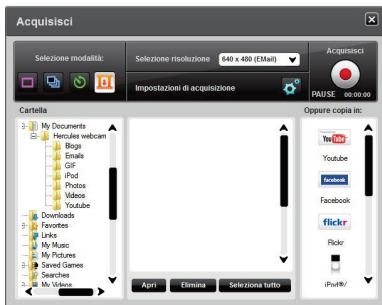 Acquisisci
Selezione modalità:
Selezione risoluzione
640 x 480 (EMail)
Acquisisci
Impostazioni di acquisizione
PAUSE 00:00:00
Cartella
Oppure copia in:
My Documents
Hercules webcam
Blogs
Emails
GIF
iPod
Photos
Videos
Youtube
Downloads
Favorites
Links
My Music
My Pictures
Saved Games
Searches
My Videos
You Tube
Youtube
facebook
Facebook
flickr
Flickr
iPod®/
Apri
Elimina
Seleziona tutto